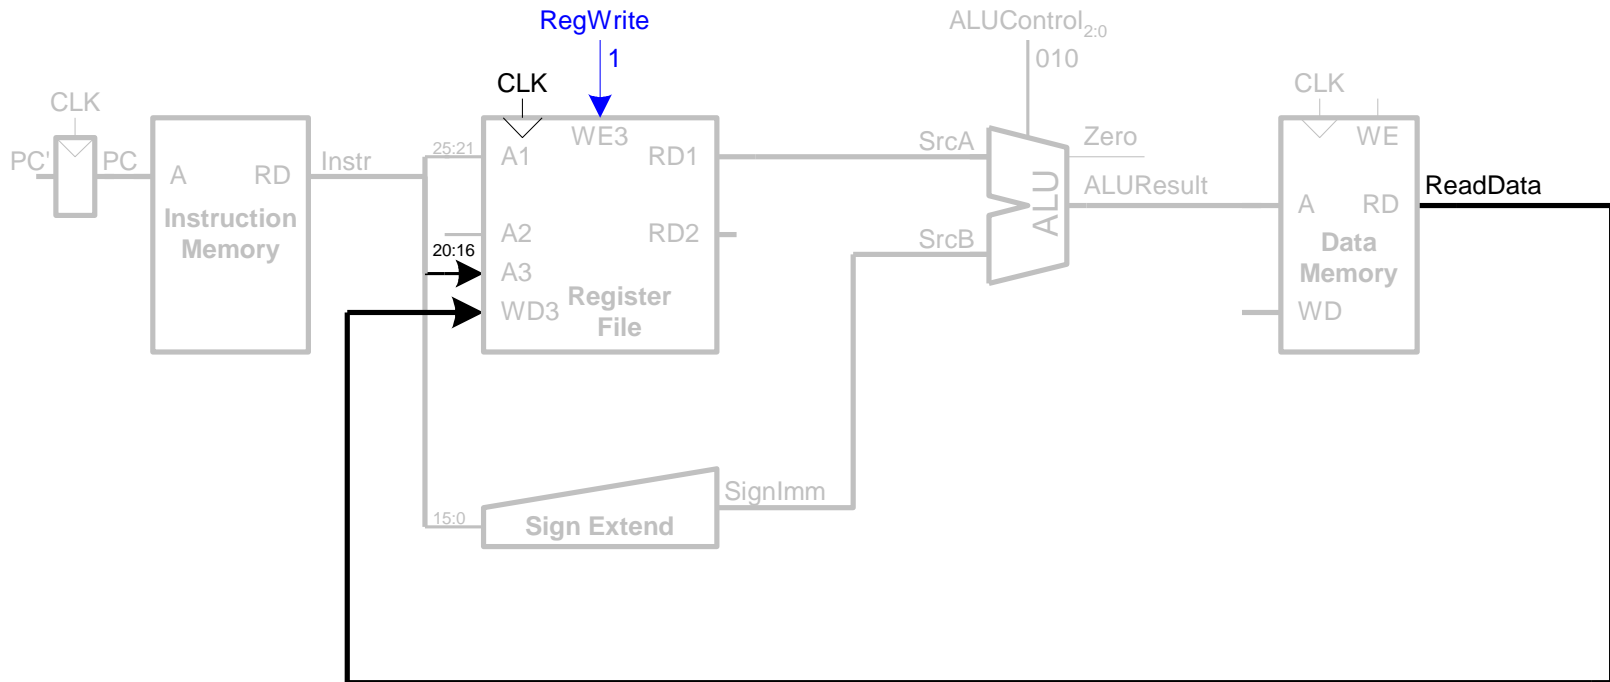 RegWrite
1
ALUControl2:0
010
CLK
CLK
CLK
PC'
PC
A
RD
Instruction
Memory
Instr
25:21
A1
WE3
RD1
A2
RD2
20:16
A3
WD3
Register
File
SrcA
SrcB
ALU
Zero
ALUResult
WE
A
RD
Data
Memory
WD
ReadData
15:0
Sign Extend
SignImm